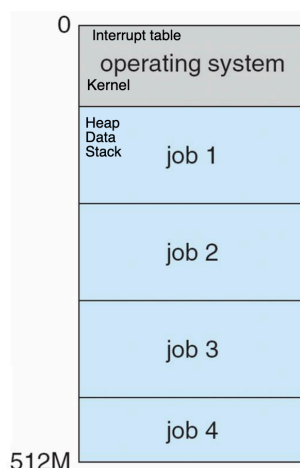 0
Interrupt table
operating system
Kernel
Heap
Data
Stack
job 1
job 2
job 3
job 4
512M